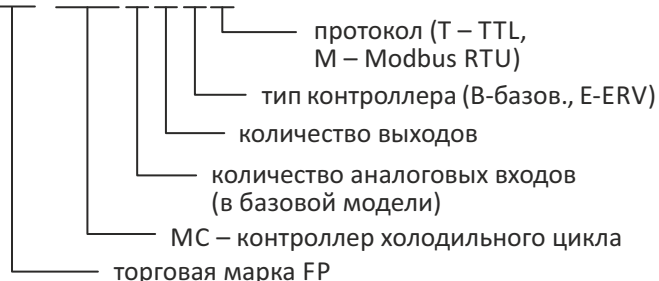 протокол (T – TTL,
M – Modbus RTU)
тип контроллера (B-базов., E-ERV)
количество выходов
количество аналоговых входов
(в базовой модели)
MC – контроллер холодильного цикла
торговая марка FP